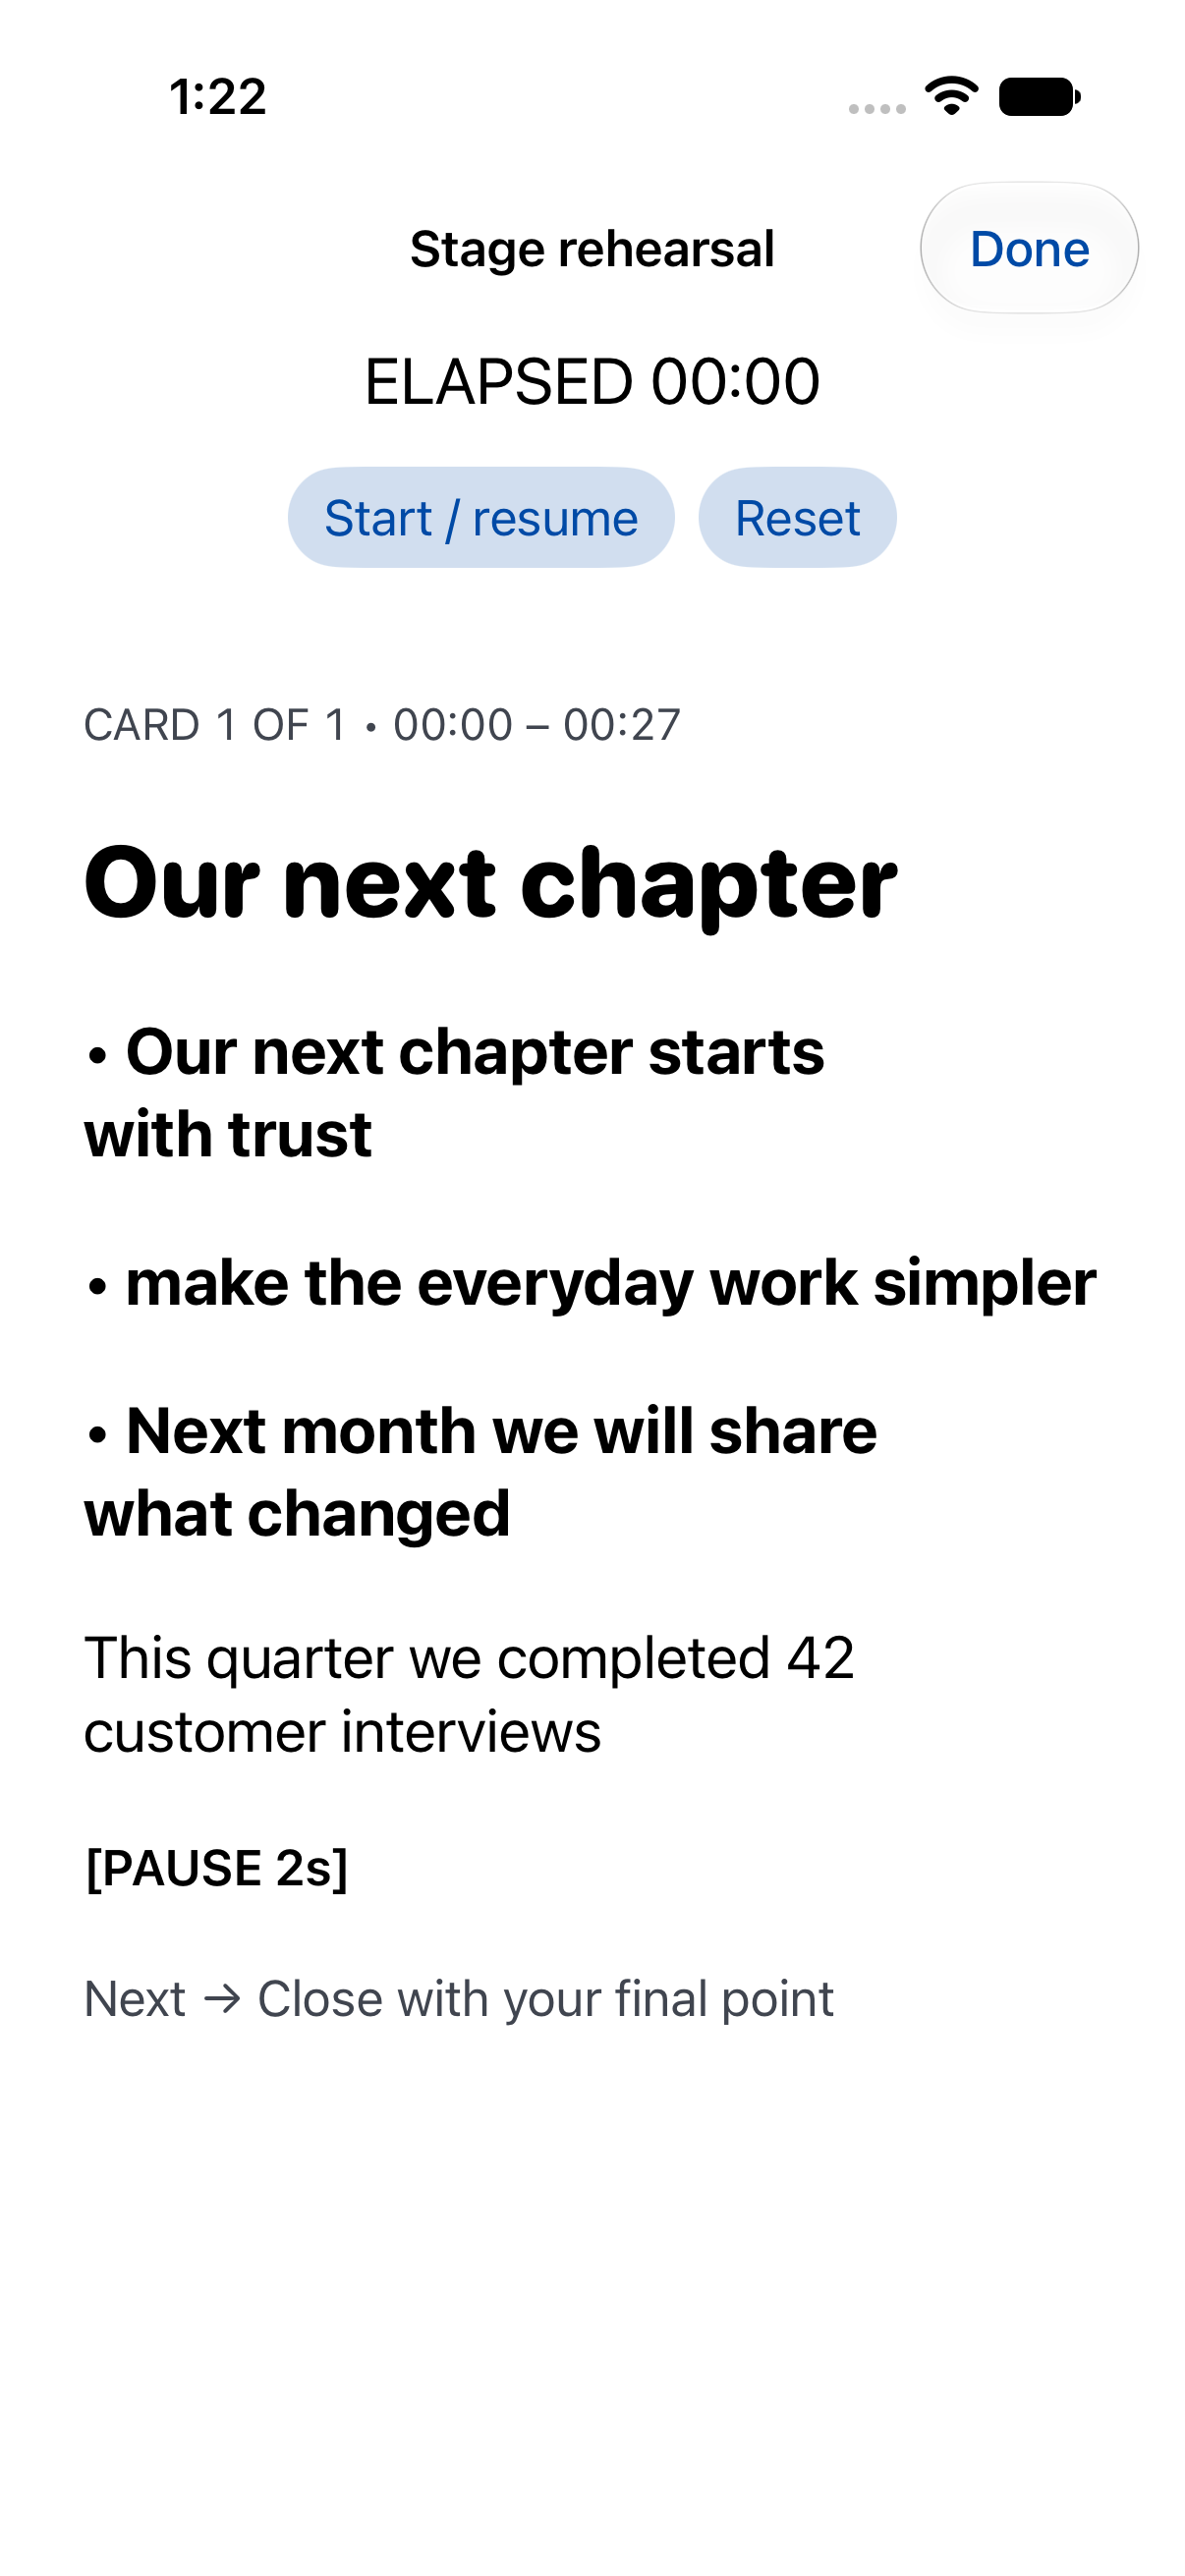 1:22
Stage rehearsal
Done
ELAPSED 00:00
Start / resume
Reset
CARD 1 OF 1 • 00:00 – 00:27
Our next chapter
• Our next chapter starts
with trust
• make the everyday work simpler
• Next month we will share
what changed
This quarter we completed 42
customer interviews
[PAUSE 2s]
Next → Close with your final point